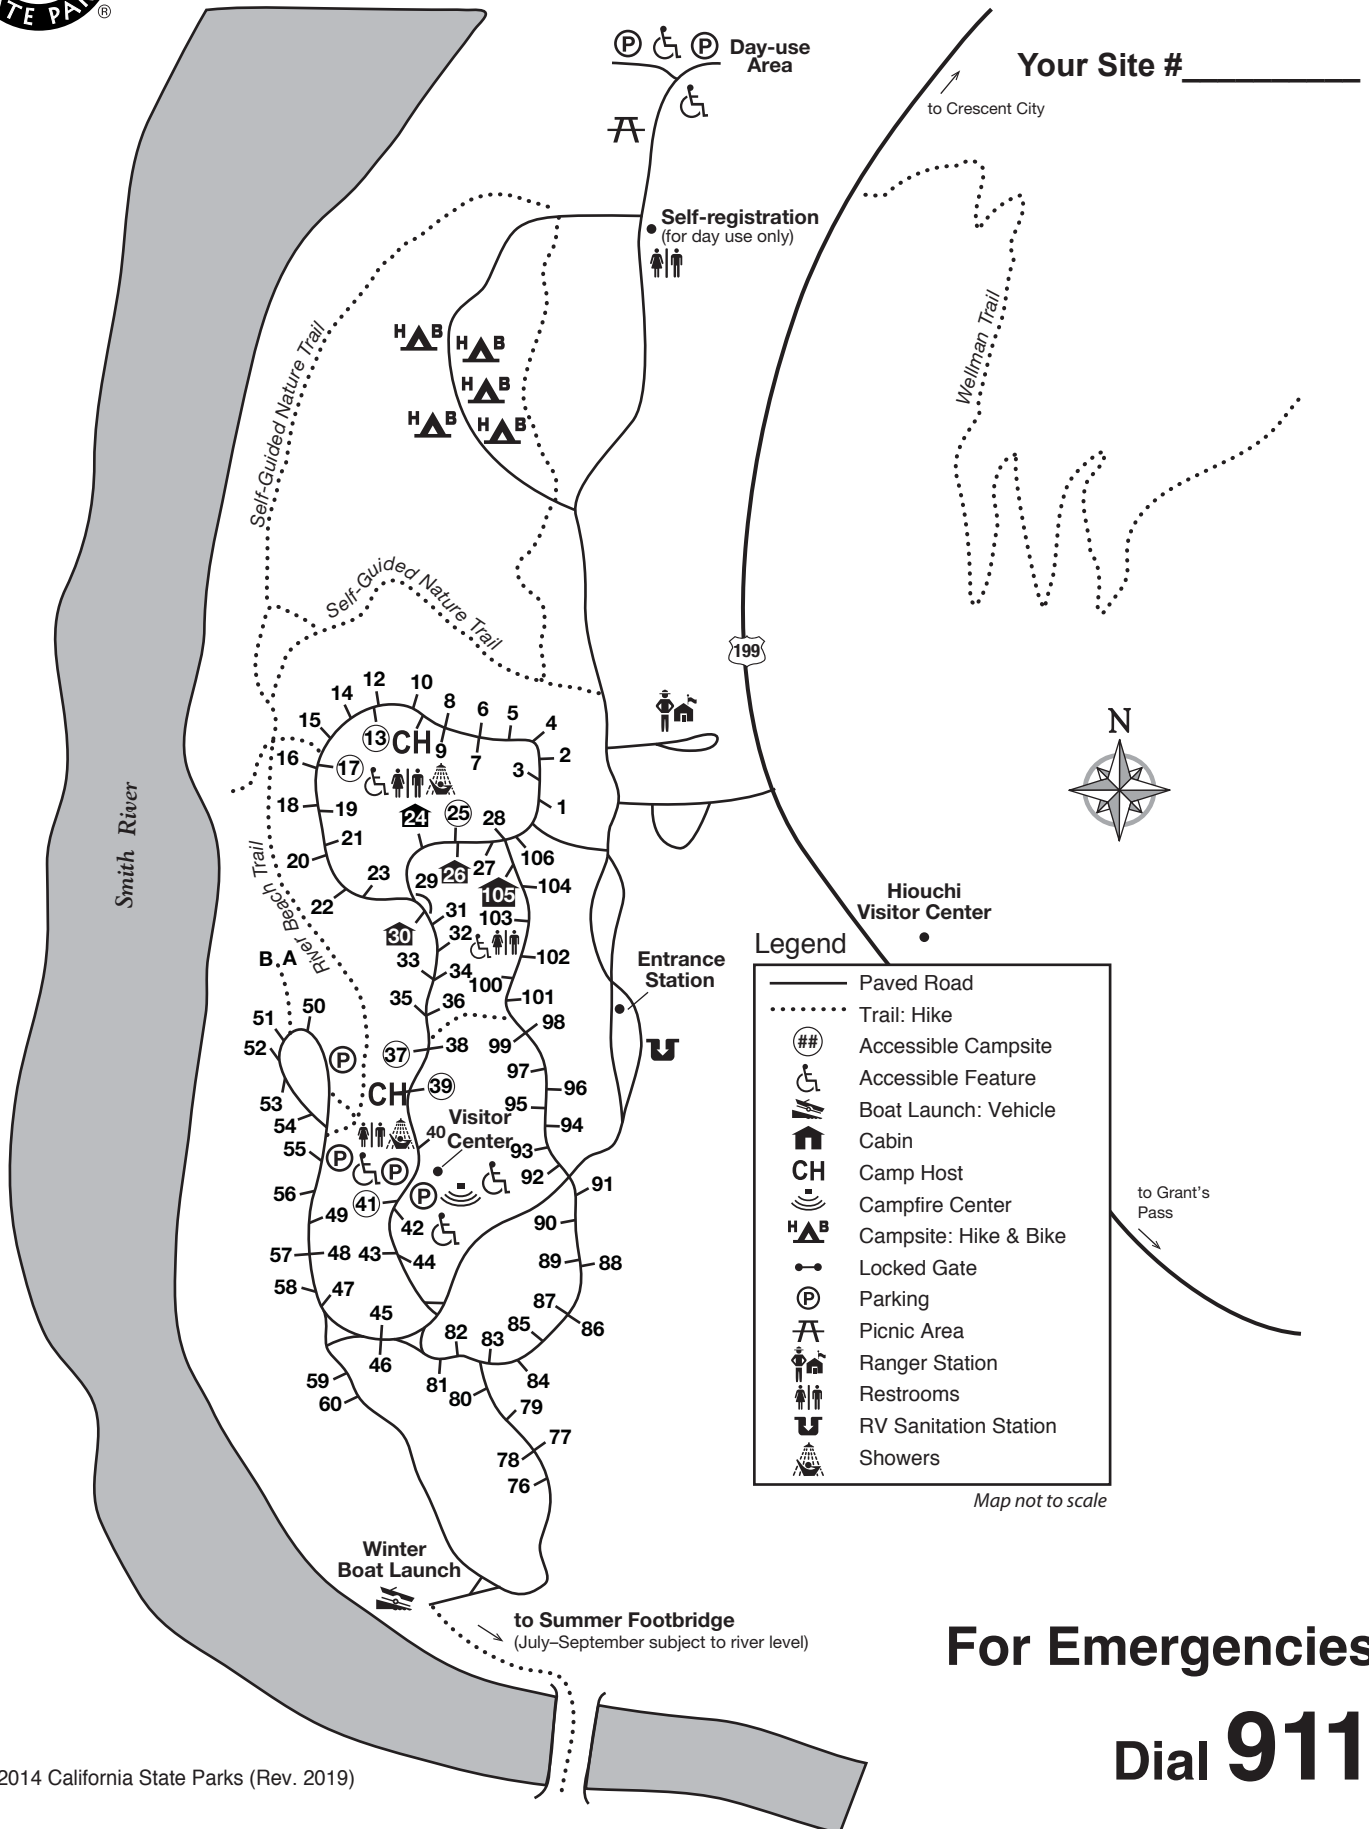 TE PAR
®
P
P
Day-use
Area
Your Site #
to Crescent City
Self-registration
(for day use only)
Self-Guided Nature Trail
Wellman Trail
H B
H B
H B
H B
H B
Self-Guided Nature Trail
199
N
12
10
14
8
6
5
4
15
13
CH
9
2
16
17
7
3
18
19
24
25
28
1
21
20
23
29
26
27
106
22
105
104
31
103
30
32
River Beach Trail
Smith River
B
A
33
34
102
100
35
36
101
50
51
98
52
37
38
99
P
97
CH
39
96
53
95
54
40
Visitor
Center
94
55
93
P
P
92
91
56
41
P
49
42
90
57
48
43
44
89
88
58
47
87
45
82
83
85
86
46
59
81
84
60
80
79
77
78
76
Hiouchi
Visitor Center
Entrance
Station
Legend
Paved Road
Trail: Hike
## Accessible Campsite
Accessible Feature
Boat Launch: Vehicle
Cabin
CH Camp Host
Campfire Center
H B Campsite: Hike & Bike
Locked Gate
P Parking
Picnic Area
Ranger Station
Restrooms
RV Sanitation Station
Showers
Map not to scale
to Grant's
Pass
Winter
Boat Launch
to Summer Footbridge
(July–September subject to river level)
For Emergencies
Dial 911
2014 California State Parks (Rev. 2019)